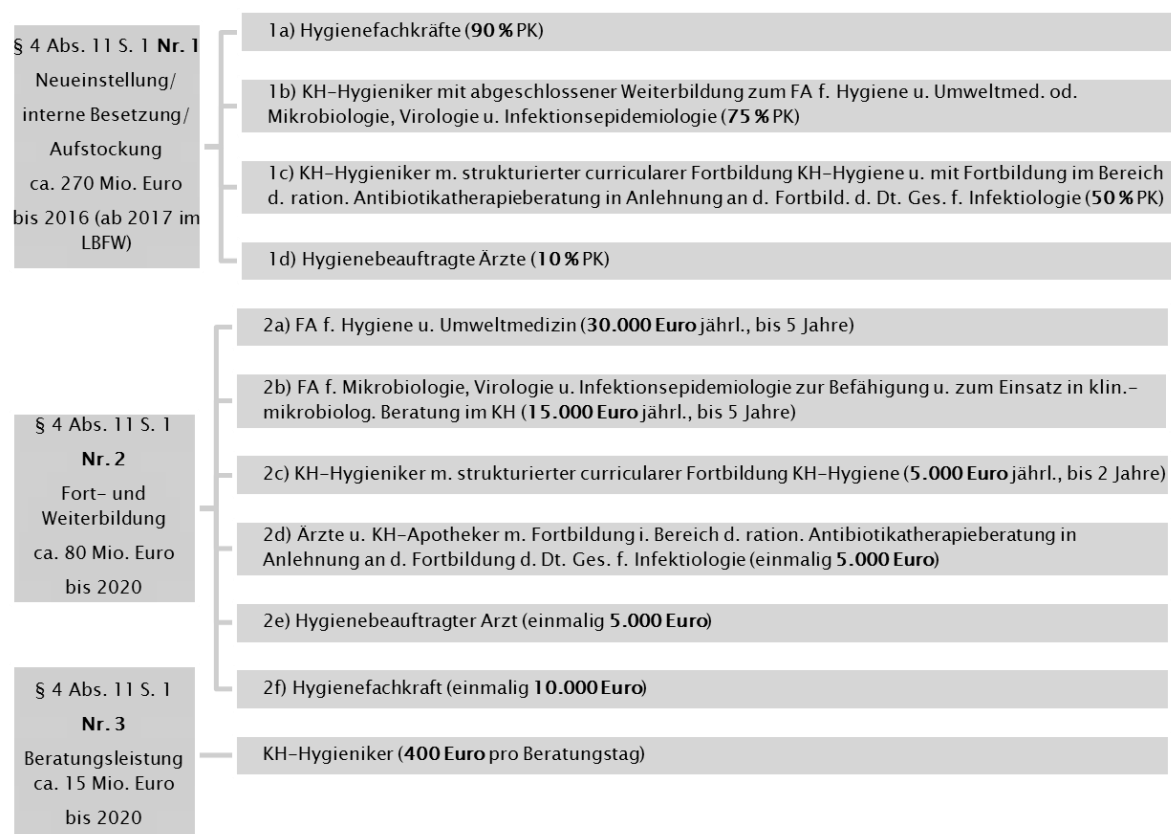 § 4 Abs. 11 S. 1 Nr. 1
Neueinstellung/
interne Besetzung/
Aufstockung
ca. 270 Mio. Euro
bis 2016 (ab 2017 im
LBFW)
1a) Hygienefachkräfte (90 % PK)
1b) KH-Hygieniker mit abgeschlossener Weiterbildung zum FA f. Hygiene u. Umweltmed. od.
Mikrobiologie, Virologie u. Infektionsepidemiologie (75 % PK)
1c) KH-Hygieniker m. strukturierter curricularer Fortbildung KH-Hygiene u. mit Fortbildung im Bereich
d. ration. Antibiotikatherapieberatung in Anlehnung an d. Fortbild. d. Dt. Ges. f. Infektiologie (50 % PK)
1d) Hygienebeauftragte Ärzte (10 % PK)
§ 4 Abs. 11 S. 1
Nr. 2
Fort- und
Weiterbildung
ca. 80 Mio. Euro
bis 2020
2a) FA f. Hygiene u. Umweltmedizin (30.000 Euro jährl., bis 5 Jahre)
2b) FA f. Mikrobiologie, Virologie u. Infektionsepidemiologie zur Befähigung u. zum Einsatz in klin.-
mikrobiolog. Beratung im KH (15.000 Euro jährl., bis 5 Jahre)
2c) KH-Hygieniker m. strukturierter curricularer Fortbildung KH-Hygiene (5.000 Euro jährl., bis 2 Jahre)
2d) Ärzte u. KH-Apotheker m. Fortbildung i. Bereich d. ration. Antibiotikatherapieberatung in
Anlehnung an d. Fortbildung d. Dt. Ges. f. Infektiologie (einmalig 5.000 Euro)
2e) Hygienebeauftragter Arzt (einmalig 5.000 Euro)
2f) Hygienefachkraft (einmalig 10.000 Euro)
§ 4 Abs. 11 S. 1
Nr. 3
Beratungsleistung
ca. 15 Mio. Euro
bis 2020
KH-Hygieniker (400 Euro pro Beratungstag)